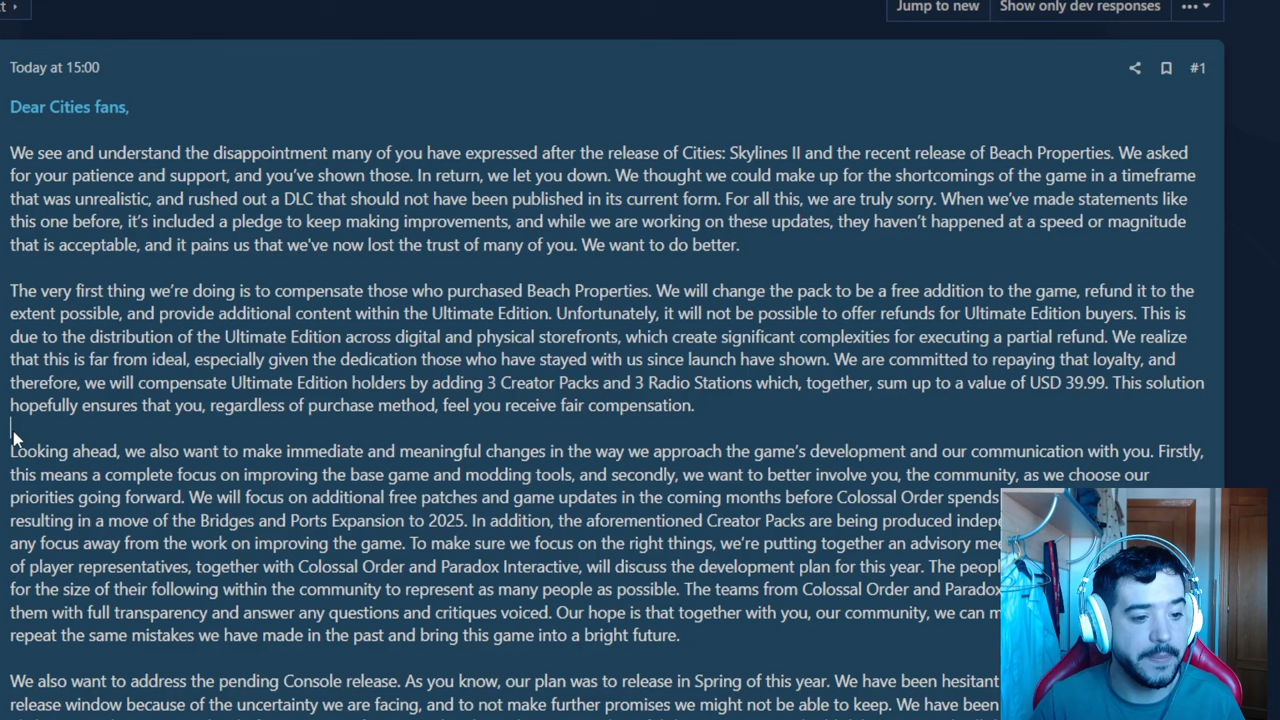 Jump to new
Show only dev responses
Today at 15:00
#1
Dear Cities fans,
We see and understand the disappointment many of you have expressed after the release of Cities: Skylines II and the recent release of Beach Properties. We asked
for your patience and support, and you've shown those. In return, we let you down. We thought we could make up for the shortcomings of the game in a timeframe
that was unrealistic, and rushed out a DLC that should not have been published in its current form. For all this, we are truly sorry. When we've made statements like
this one before, it's included a pledge to keep making improvements, and while we are working on these updates, they haven't happened at a speed or magnitude
that is acceptable, and it pains us that we've now lost the trust of many of you. We want to do better.
The very first thing we're doing is to compensate those who purchased Beach Properties. We will change the pack to be a free addition to the game, refund it to the
extent possible, and provide additional content within the Ultimate Edition. Unfortunately, it will not be possible to offer refunds for Ultimate Edition buyers. This is
due to the distribution of the Ultimate Edition across digital and physical storefronts, which create significant complexities for executing a partial refund. We realize
that this is far from ideal, especially given the dedication those who have stayed with us since launch have shown. We are committed to repaying that loyalty, and
therefore, we will compensate Ultimate Edition holders by adding 3 Creator Packs and 3 Radio Stations which, together, sum up to a value of USD 39.99. This solution
hopefully ensures that you, regardless of purchase method, feel you receive fair compensation.
Looking ahead, we also want to make immediate and meaningful changes in the way we approach the game's development and our communication with you. Firstly,
this means a complete focus on improving the base game and modding tools, and secondly, we want to better involve you, the community, as we choose our
priorities going forward. We will focus on additional free patches and game updates in the coming months before Colossal Order spends
resulting in a move of the Bridges and Ports Expansion to 2025. In addition, the aforementioned Creator Packs are being produced
any focus away from the work on improving the game. To make sure we focus on the right things, we're putting together an advisory
of player representatives, together with Colossal Order and Paradox Interactive, will discuss the development plan for this year. The
for the size of their following within the community to represent as many people as possible. The teams from Colossal Order and Paradox
them with full transparency and answer any questions and critiques voiced. Our hope is that together with you, our community, we can
repeat the same mistakes we have made in the past and bring this game into a bright future.
We also want to address the pending Console release. As you know, our plan was to release in Spring of this year. We have been hesitant
release window because of the uncertainty we are facing, and to not make further promises we might not be able to keep. We have been